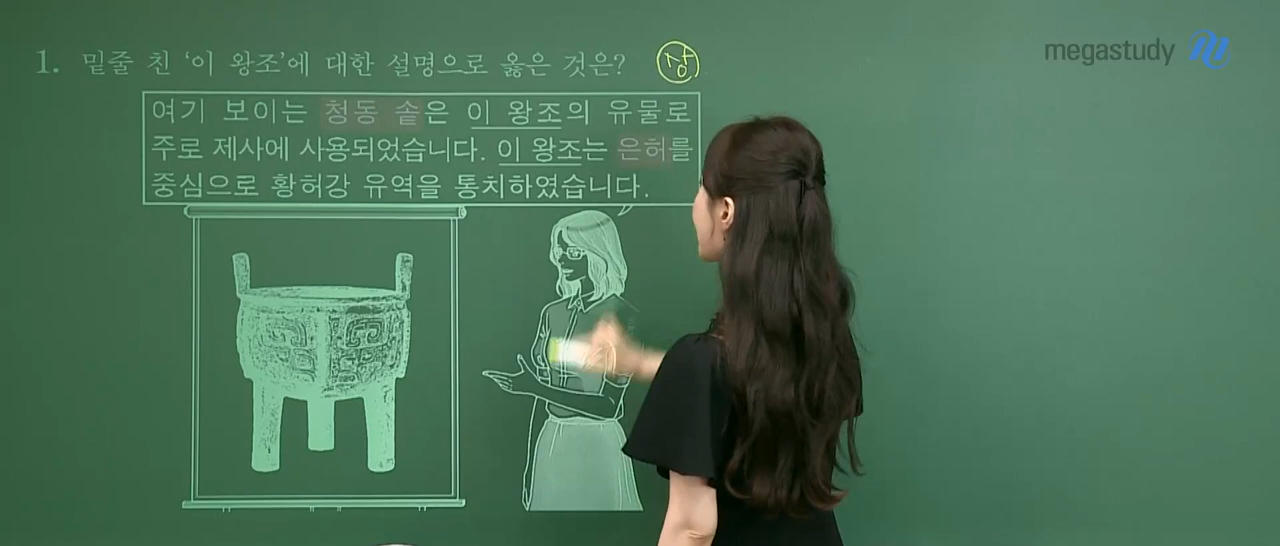 1. 밑줄 친 ‘이 왕조’에 대한 설명으로 옳은 것은? 상
megastudy
여기 보이는 청동 솥은 이 왕조의 유물로
주로 제사에 사용되었습니다. 이 왕조는 은허를
중심으로 황허강 유역을 통치하였습니다.